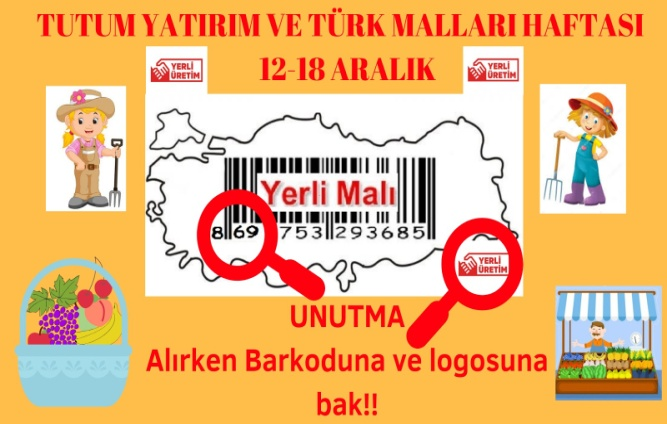 TUTUM YATIRIM VE TÜRK MALLARI HAFTASI
12-18 ARALIK
YERLİ
ÜRETİM
YERLİ
ÜRETİM
Yerli Malı
8 69 753 293685
YERLİ
ÜRETİM
UNUTMA
Alırken Barkoduna ve logosuna
bak!!